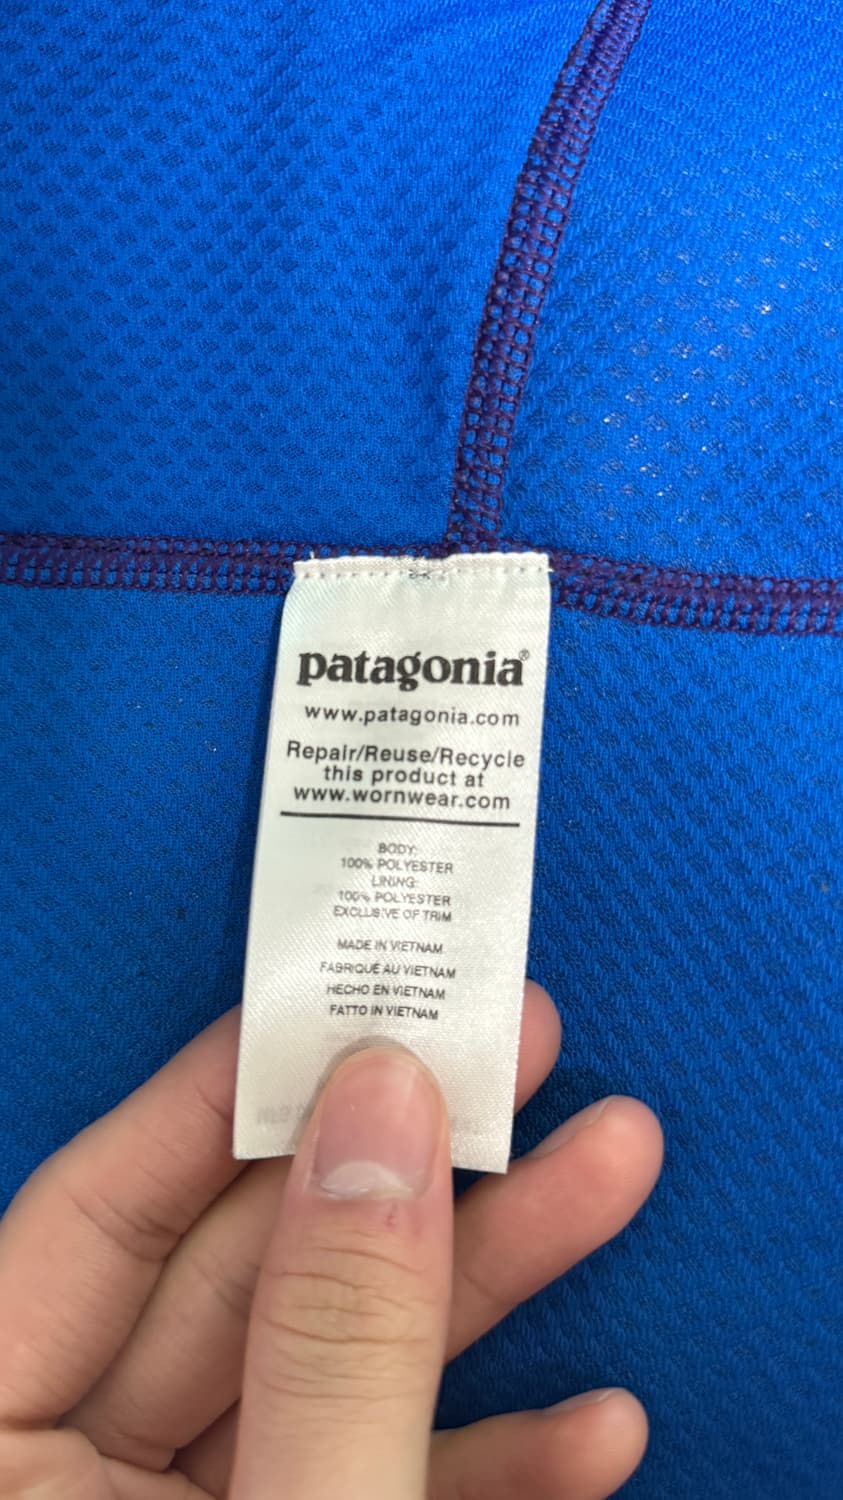 patagonia®
www.patagonia.com
Repair/Reuse/Recycle
this product at
www.wornwear.com
BODY:
100% POLYESTER
LINING:
100% POLYESTER
EXCLUSIVE OF TRIM
MADE IN VIETNAM
FABRIQUÉ AU VIETNAM
HECHO EN VIETNAM
FATTO IN VIETNAM